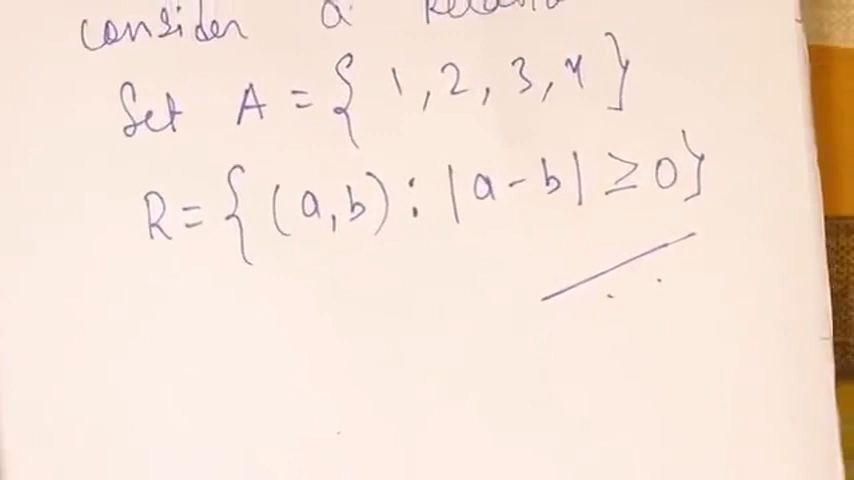 consider a
Set A = { 1, 2, 3, 4 }
R = { (a, b) : |a - b| ≥ 0 }